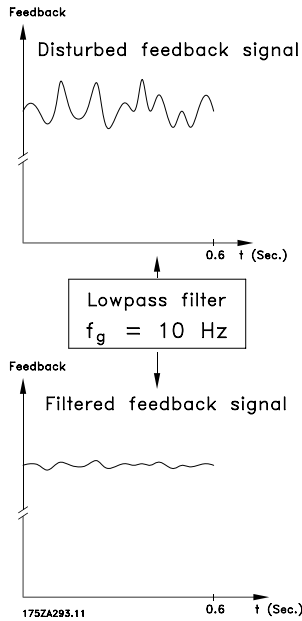 Feedback
Disturbed feedback signal
0.6 t (Sec.)
Lowpass filter
fg = 10 Hz
Feedback
Filtered feedback signal
0.6 t (Sec.)
175ZA293.11